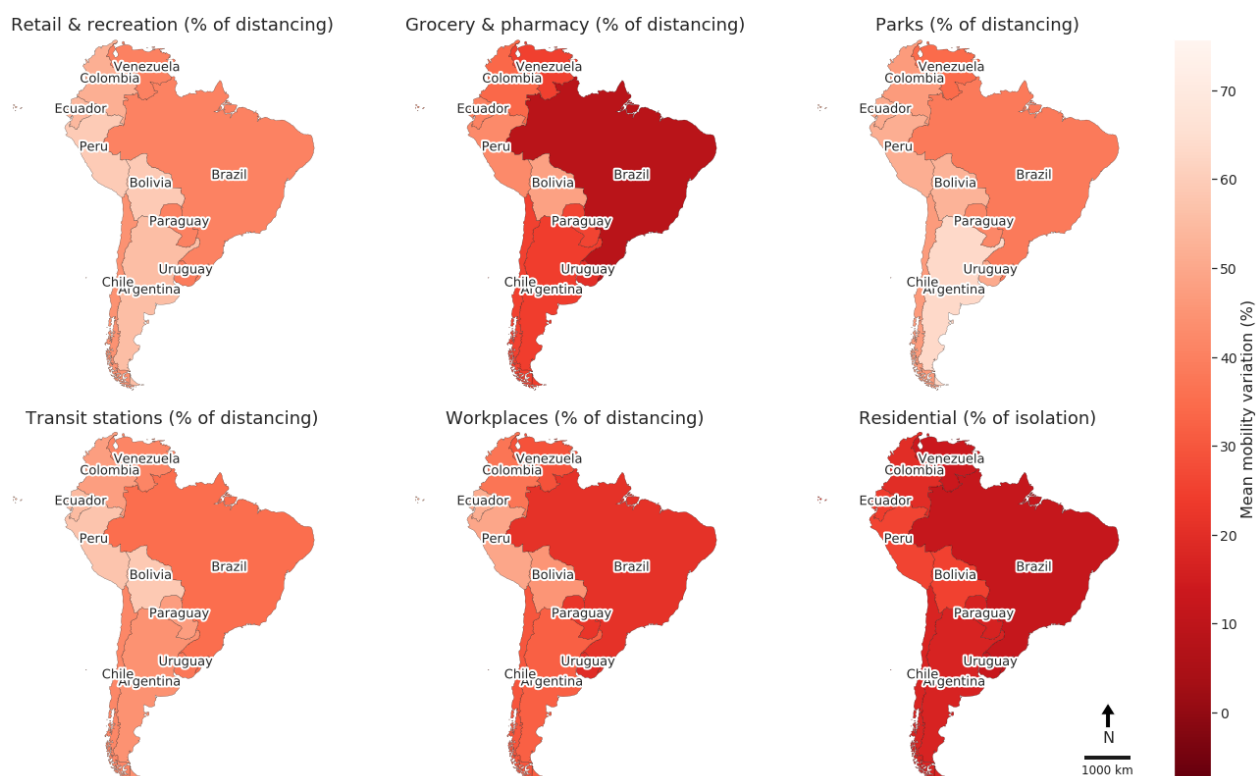 Retail & recreation (% of distancing)
Grocery & pharmacy (% of distancing)
Parks (% of distancing)
Venezuela
Colombia
Ecuador
Peru
Brazil
Bolivia
Paraguay
Uruguay
Chile
Argentina
Venezuela
Colombia
Ecuador
Peru
Brazil
Bolivia
Paraguay
Uruguay
Chile
Argentina
Venezuela
Colombia
Ecuador
Peru
Brazil
Bolivia
Paraguay
Uruguay
Chile
Argentina
Transit stations (% of distancing)
Workplaces (% of distancing)
Residential (% of isolation)
Venezuela
Colombia
Ecuador
Peru
Brazil
Bolivia
Paraguay
Uruguay
Chile
Argentina
Venezuela
Colombia
Ecuador
Peru
Brazil
Bolivia
Paraguay
Uruguay
Chile
Argentina
Venezuela
Colombia
Ecuador
Peru
Brazil
Bolivia
Paraguay
Uruguay
Chile
Argentina
N
1000 km
70
60
50
40
30
20
10
0
Mean mobility variation (%)